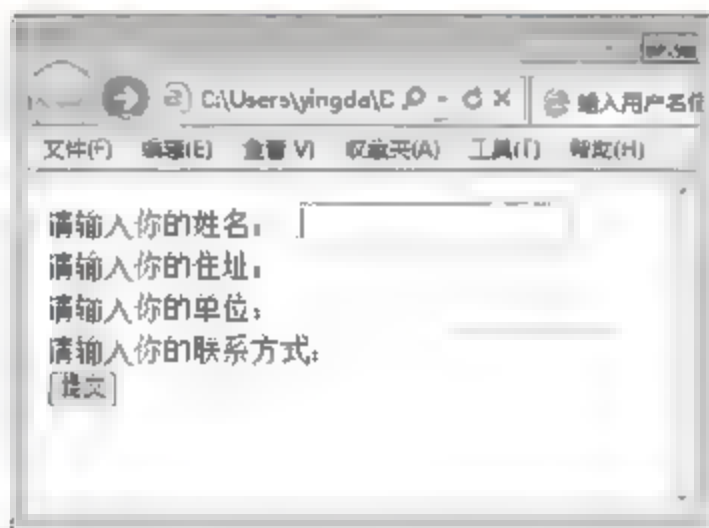 C:\Users\yingda\D
输入用户名信
文件(F) 编辑(E) 查看(V) 收藏夹(A) 工具(T) 帮助(H)
请输入你的姓名:
请输入你的住址:
请输入你的单位:
请输入你的联系方式:
提交